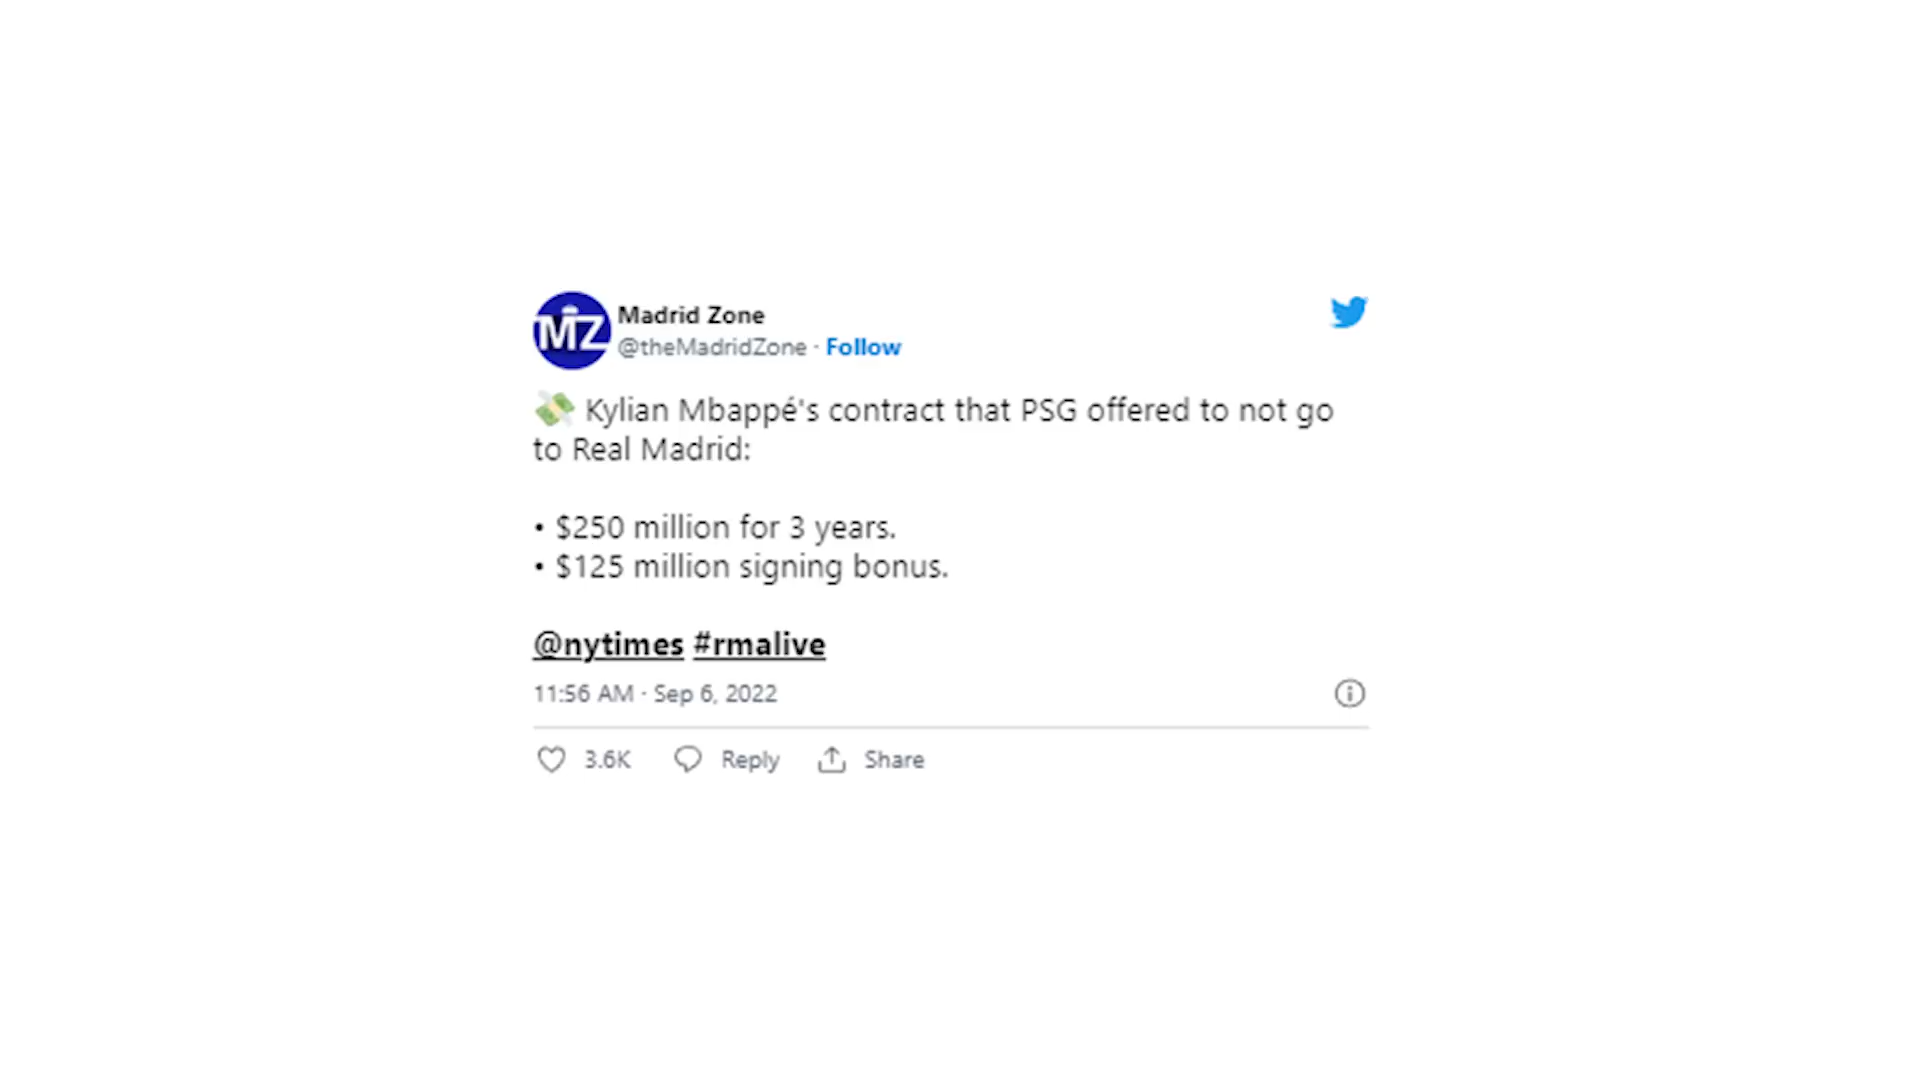 MZ
Madrid Zone
@theMadridZone · Follow
💸 Kylian Mbappé's contract that PSG offered to not go
to Real Madrid:
• $250 million for 3 years.
• $125 million signing bonus.
@nytimes #rmalive
11:56 AM · Sep 6, 2022
3.6K Reply Share